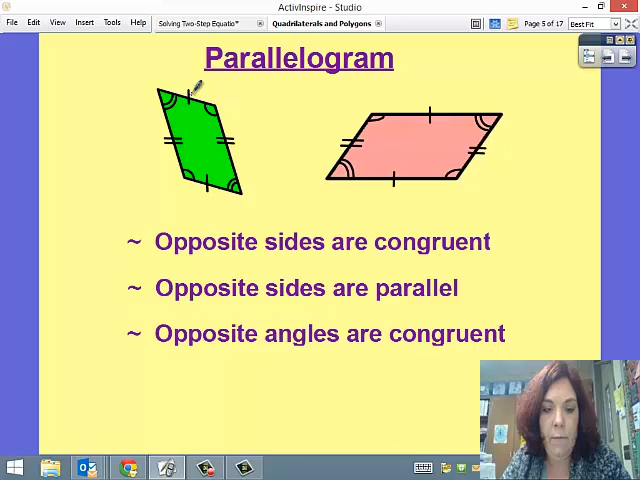 ActivInspire - Studio
File Edit View Insert Tools Help Solving Two-Step Equatio* Quadrilaterals and Polygons* Page 5 of 17 Best Fit
Parallelogram
~ Opposite sides are congruent
~ Opposite sides are parallel
~ Opposite angles are congruent